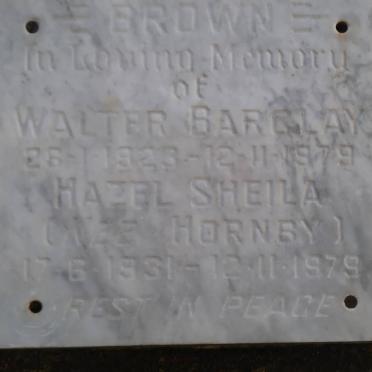 BROWN
In Loving Memory
of
WALTER BARCLAY
26·1·1923-12·11·1979
HAZEL SHEILA
(NEE HORNBY)
17·6·1931-12·11·1979
REST IN PEACE